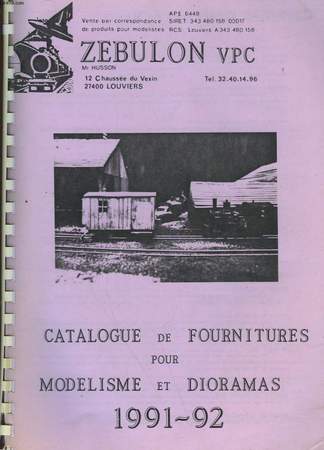 APE 6449
Vente par correspondance SIRET 343 480 158 00017
de produits pour modelistes RCS Louviers A 343 480 158
ZEBULON VPC
Mr HUSSON
12 Chaussée du Vexin Tel. 32.40.14.96
27400 LOUVIERS
CATALOGUE DE FOURNITURES
POUR
MODELISME ET DIORAMAS
1991-92